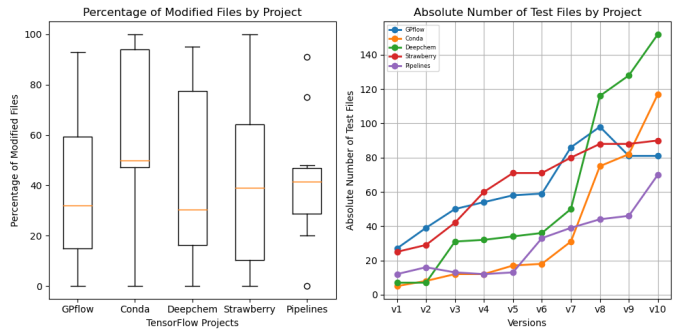 Percentage of Modified Files by Project
Percentage of Modified Files
100
80
60
40
20
0
GPflow
Conda
Deepchem
Strawberry
Pipelines
TensorFlow Projects
Absolute Number of Test Files by Project
GPflow
Conda
Deepchem
Strawberry
Pipelines
Absolute Number of Test Files
140
120
100
80
60
40
20
0
v1
v2
v3
v4
v5
v6
v7
v8
v9
v10
Versions